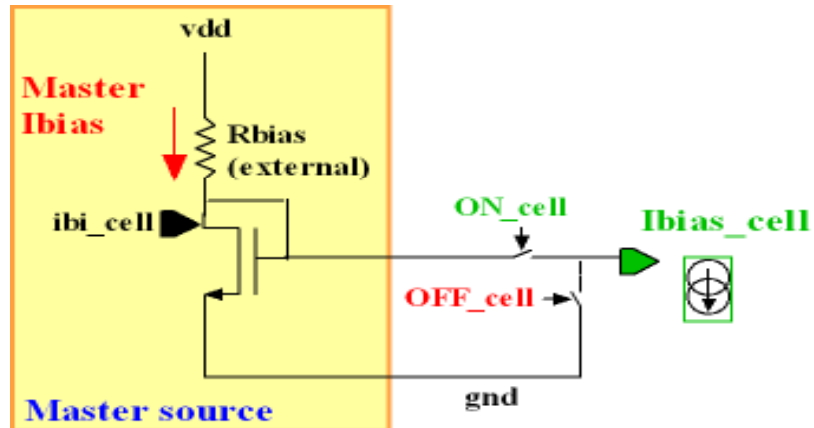 vdd
Master
Ibias
Rbias
(external)
ibi_cell
ON_cell
Ibias_cell
OFF_cell
gnd
Master source